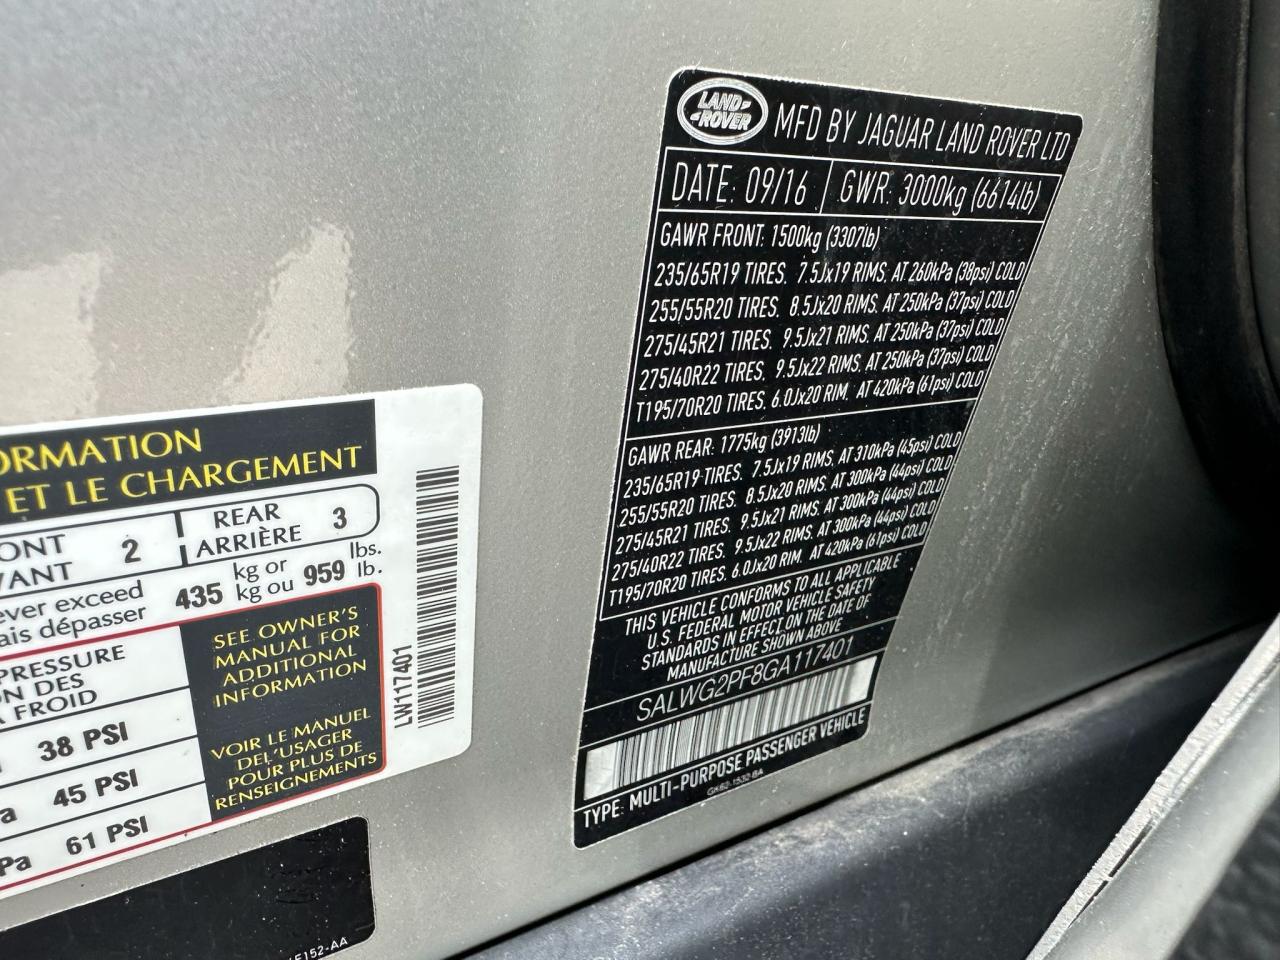 LAND ROVER
MFD BY JAGUAR LAND ROVER LTD
DATE: 09/16 GWR: 3000kg (6614lb)
GAWR FRONT: 1500kg (3307lb)
235/65R19 TIRES. 7.5Jx19 RIMS. AT 260kPa (38psi) COLD
255/55R20 TIRES. 8.5Jx20 RIMS. AT 250kPa (37psi) COLD
275/45R21 TIRES. 9.5Jx21 RIMS. AT 250kPa (37psi) COLD
275/40R22 TIRES. 9.5Jx22 RIMS. AT 250kPa (37psi) COLD
T195/70R20 TIRES. 6.0Jx20 RIM. AT 420kPa (61psi) COLD
GAWR REAR: 1775kg (3913lb)
235/65R19 TIRES. 7.5Jx19 RIMS. AT 310kPa (45psi) COLD
255/55R20 TIRES. 8.5Jx20 RIMS. AT 300kPa (44psi) COLD
275/45R21 TIRES. 9.5Jx21 RIMS. AT 300kPa (44psi) COLD
275/40R22 TIRES. 9.5Jx22 RIMS. AT 300kPa (44psi) COLD
T195/70R20 TIRES. 6.0Jx20 RIM. AT 420kPa (61psi) COLD
THIS VEHICLE CONFORMS TO ALL APPLICABLE
U.S. FEDERAL MOTOR VEHICLE SAFETY
STANDARDS IN EFFECT ON THE DATE OF
MANUFACTURE SHOWN ABOVE
SALWG2PF8GA117401
TYPE: MULTI-PURPOSE PASSENGER VEHICLE
ORMATION
ET LE CHARGEMENT
ONT 2 REAR 3
VANT ARRIÈRE
ever exceed 435 kg or 959 lbs.
ais dépasser kg ou lb.
PRESSURE
ON DES
À FROID
38 PSI
a 45 PSI
Pa 61 PSI
SEE OWNER'S
MANUAL FOR
ADDITIONAL
INFORMATION
VOIR LE MANUEL
DE L'USAGER
POUR PLUS DE
RENSEIGNEMENTS
LW117401